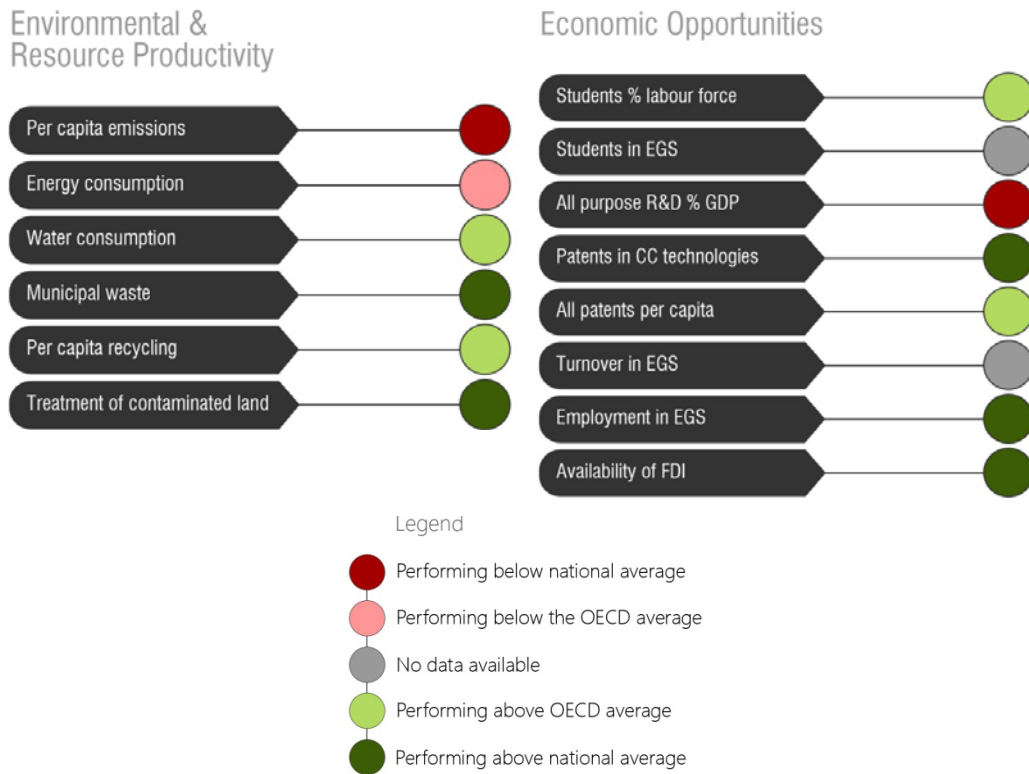 Environmental &
Resource Productivity
Per capita emissions
Energy consumption
Water consumption
Municipal waste
Per capita recycling
Treatment of contaminated land
Economic Opportunities
Students % labour force
Students in EGS
All purpose R&D % GDP
Patents in CC technologies
All patents per capita
Turnover in EGS
Employment in EGS
Availability of FDI
Legend
Performing below national average
Performing below the OECD average
No data available
Performing above OECD average
Performing above national average